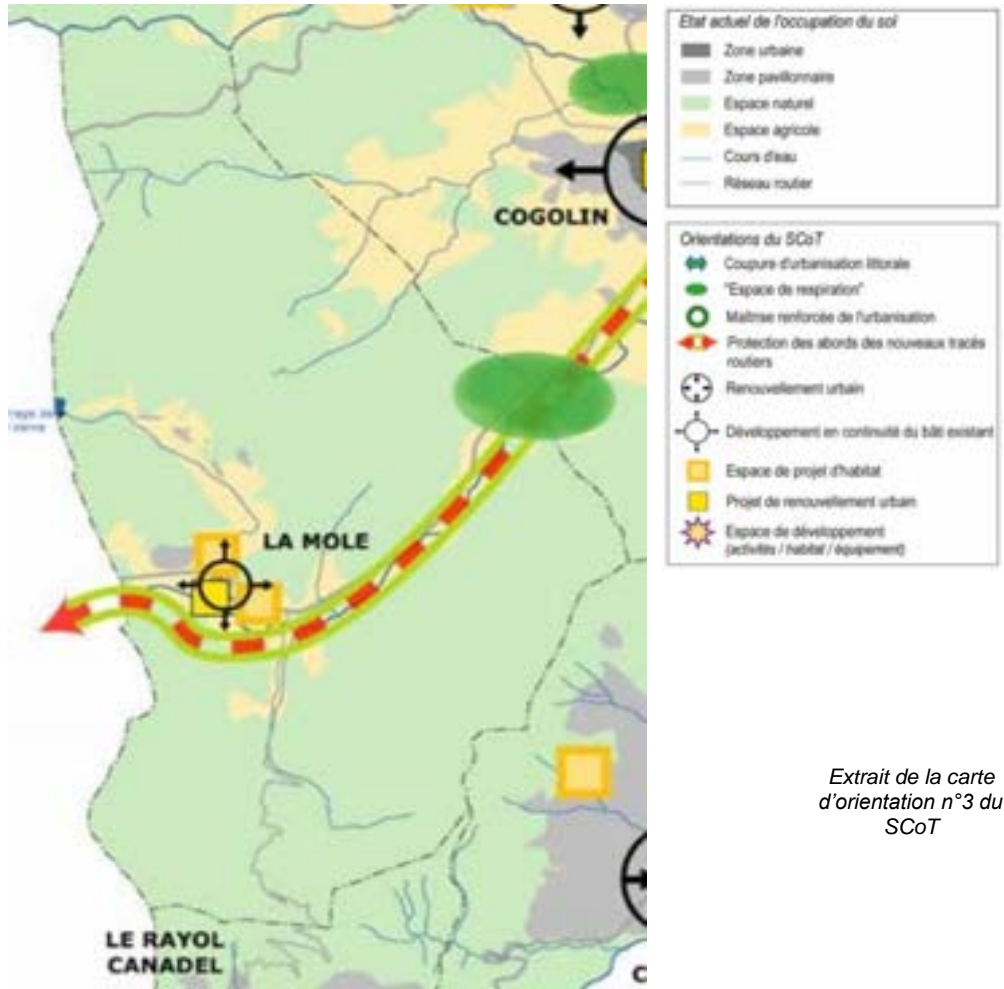 COGOLIN
LA MOLE
LE RAYOL
CANADEL
C
Etat actuel de l'occupation du sol
Zone urbaine
Zone pavillonnaire
Espace naturel
Espace agricole
Cours d'eau
Réseau routier
Orientations du SCoT
Coupure d'urbanisation littorale
"Espace de respiration"
Maîtrise renforcée de l'urbanisation
Protection des abords des nouveaux tracés
routiers
Renouvellement urbain
Développement en continuité du bâti existant
Espace de projet d'habitat
Projet de renouvellement urbain
Espace de développement
(activités / habitat / équipement)
Extrait de la carte
d'orientation n°3 du
SCoT